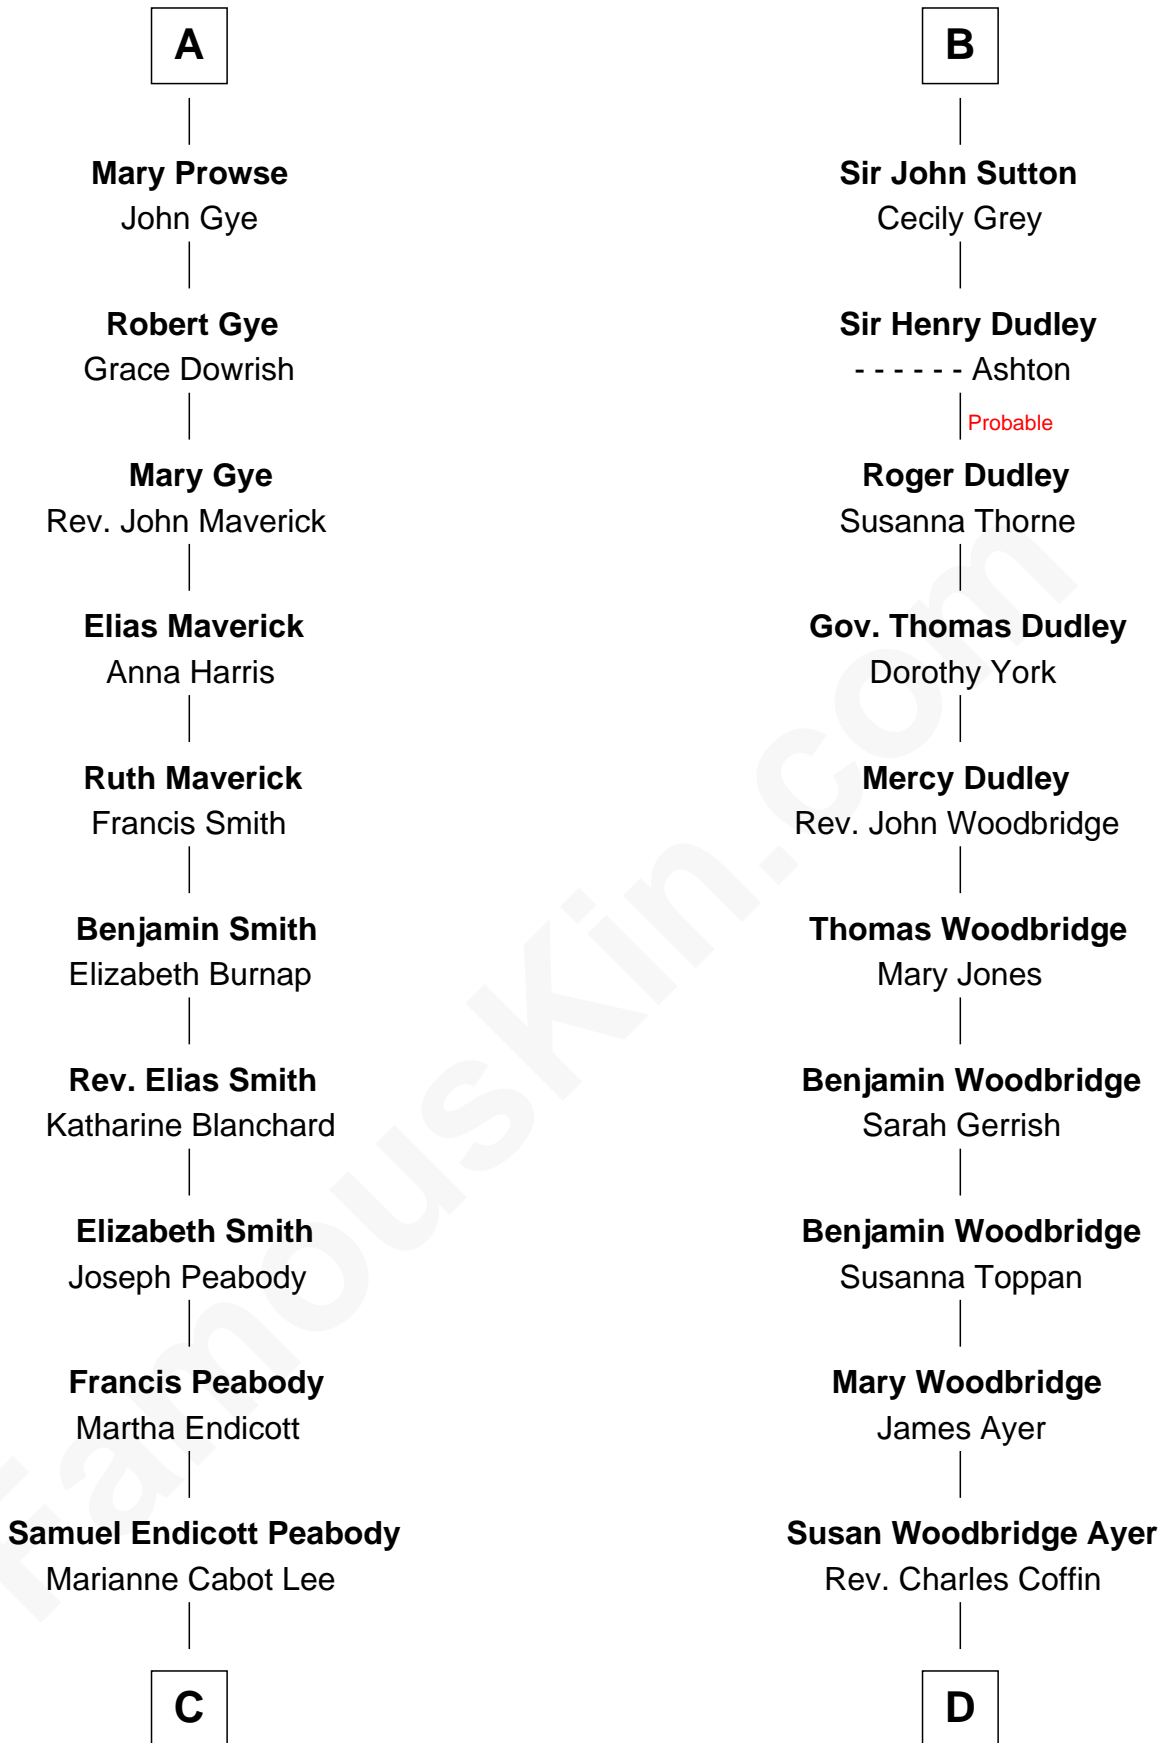 A
Mary Prowse
John Gye
Robert Gye
Grace Dowrish
Mary Gye
Rev. John Maverick
Elias Maverick
Anna Harris
Ruth Maverick
Francis Smith
Benjamin Smith
Elizabeth Burnap
Rev. Elias Smith
Katharine Blanchard
Elizabeth Smith
Joseph Peabody
Francis Peabody
Martha Endicott
Samuel Endicott Peabody
Marianne Cabot Lee
C
B
Sir John Sutton
Cecily Grey
Sir Henry Dudley
- - - - - - Ashton
Probable
Roger Dudley
Susanna Thorne
Gov. Thomas Dudley
Dorothy York
Mercy Dudley
Rev. John Woodbridge
Thomas Woodbridge
Mary Jones
Benjamin Woodbridge
Sarah Gerrish
Benjamin Woodbridge
Susanna Toppan
Mary Woodbridge
James Ayer
Susan Woodbridge Ayer
Rev. Charles Coffin
D
FamousKin.com